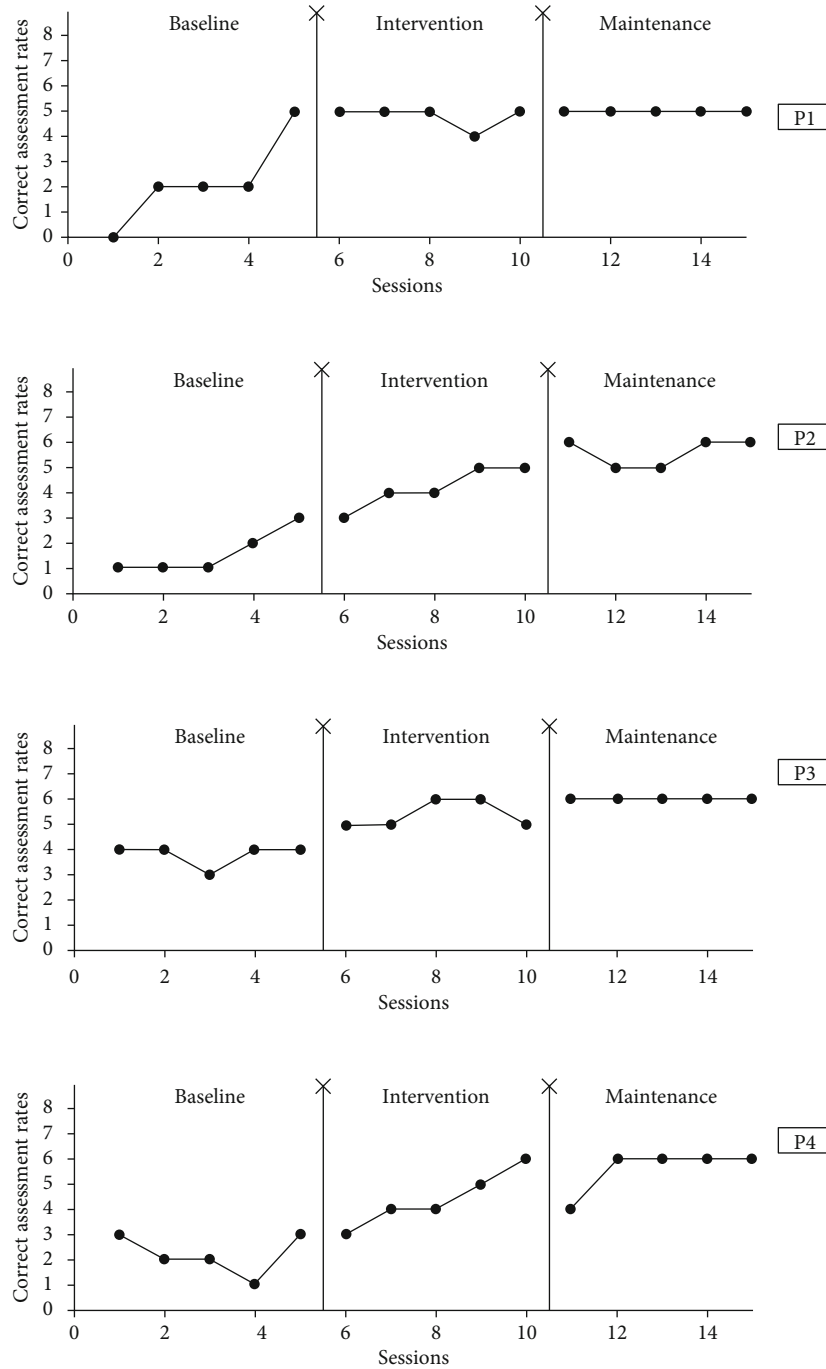 Baseline Intervention Maintenance
8
7
6
5
4
3
2
1
0
Correct assessment rates
P1
0 2 4 6 8 10 12 14
Sessions
Baseline Intervention Maintenance
8
7
6
5
4
3
2
1
0
Correct assessment rates
P2
0 2 4 6 8 10 12 14
Sessions
Baseline Intervention Maintenance
8
7
6
5
4
3
2
1
0
Correct assessment rates
P3
0 2 4 6 8 10 12 14
Sessions
Baseline Intervention Maintenance
8
7
6
5
4
3
2
1
0
Correct assessment rates
P4
0 2 4 6 8 10 12 14
Sessions